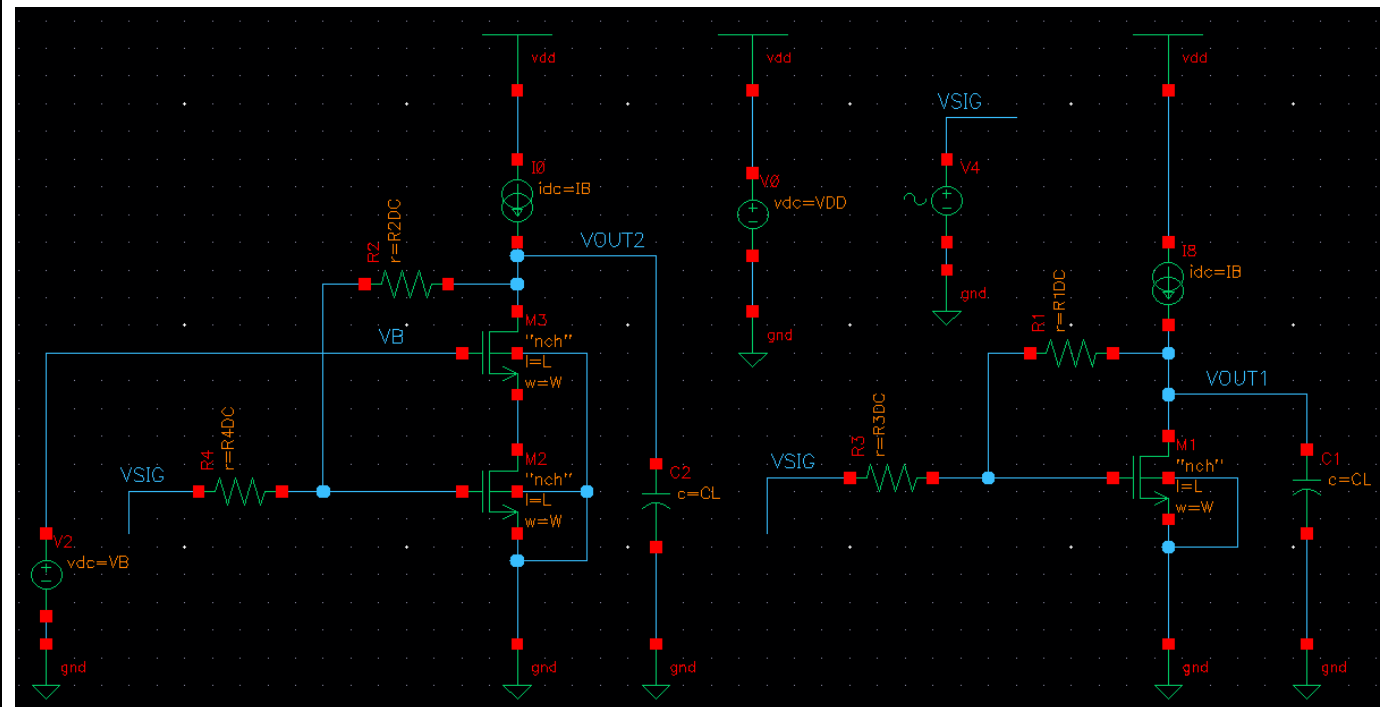 vdd
vdd
vdd
VSIG
I0
idc=IB
V0
vdc=VDD
V4
R2
r=R2DC
VOUT2
I8
idc=IB
gnd
R1
r=R1DC
gnd
M3
"nch"
l=L
w=W
VB
VOUT1
R4
r=R4DC
VSIG
M2
"nch"
l=L
w=W
C2
c=CL
R3
r=R3DC
VSIG
M1
"nch"
l=L
w=W
C1
c=CL
V2
vdc=VB
gnd
gnd
gnd
gnd
gnd